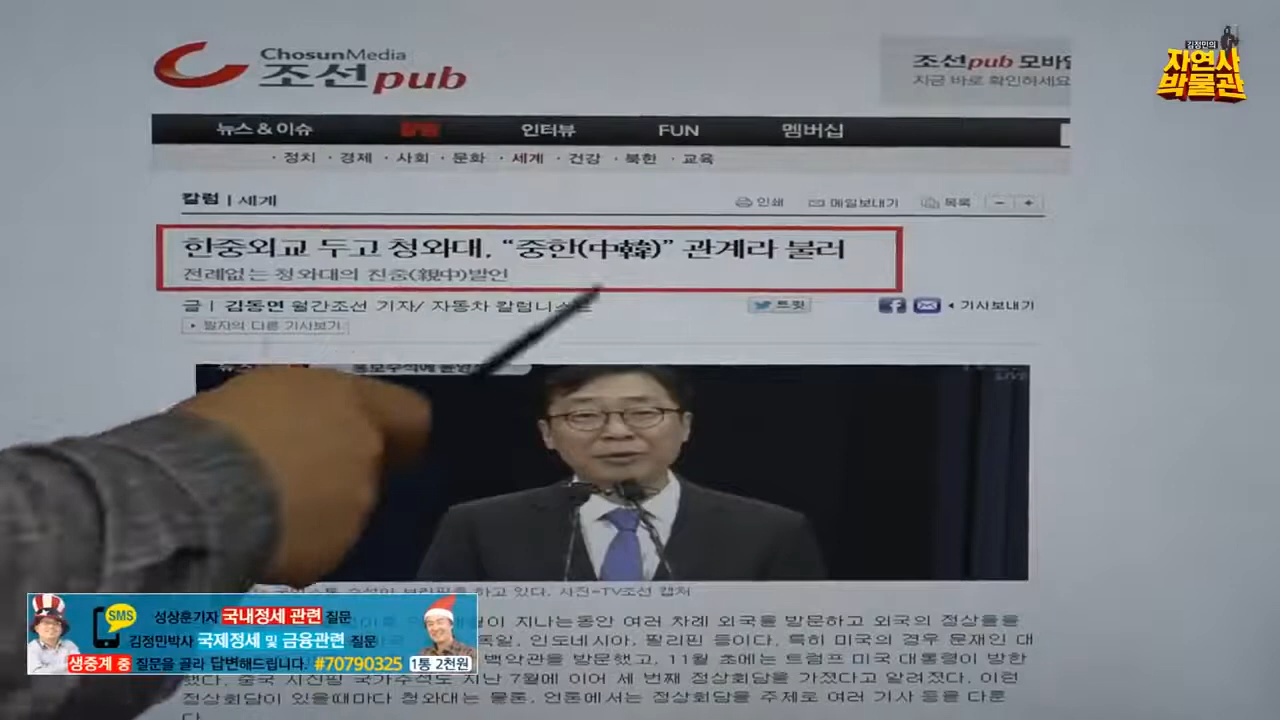 ChosunMedia
조선pub
조선pub 모바일
지금 바로 확인하세요
김정민의
자연사
박물관
뉴스 & 이슈 칼럼 인터뷰 FUN 멤버십
· 정치 · 경제 · 사회 · 문화 · 세계 · 건강 · 북한 · 교육
칼럼 | 세계
인쇄 메일보내기 목록 - +
한중외교 두고 청와대, “중한(中韓)” 관계라 불러
전례없는 청와대의 친중(親中)발언
글 | 김동연 월간조선 기자/ 자동차 칼럼니스트
트윗 f 기사보내기
필자의 다른 기사보기
LIVE
브리핑를 하고 있다. 사진=TV조선 캡처
지나는동안 여러 차례 외국을 방문하고 외국의 정상들을
독일, 인도네시아, 필리핀 등이다. 특히 미국의 경우 문재인 대
백악관을 방문했고, 11월 초에는 트럼프 미국 대통령이 방한
했다. 중국 시진핑 국가주석도 지난 7월에 이어 세 번째 정상회담을 가졌다고 알려졌다. 이런
정상회담이 있을때마다 청와대는 물론, 언론에서는 정상회담을 주제로 여러 기사 등을 다룬
다.
SMS
성상훈기자 국내정세 관련 질문
김정민박사 국제정세 및 금융관련 질문
생중계 중 질문을 골라 답변해드립니다. #70790325 1통 2천원